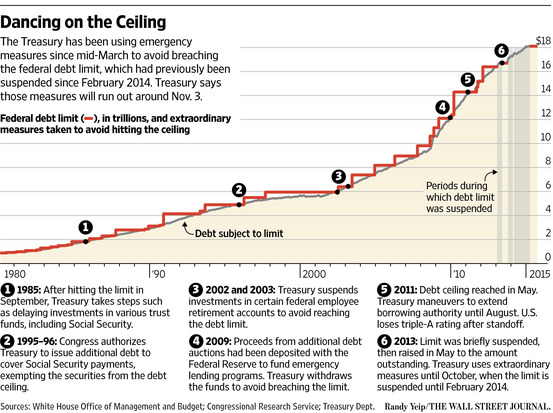 Dancing on the Ceiling
The Treasury has been using emergency
measures since mid-March to avoid breaching
the federal debt limit, which had previously been
suspended since February 2014. Treasury says
those measures will run out around Nov. 3.
Federal debt limit (—), in trillions, and extraordinary
measures taken to avoid hitting the ceiling
$18
16
14
12
10
8
6
4
2
0
1
2
3
4
5
6
Debt subject to limit
Periods during
which debt limit
was suspended
1980
'90
2000
'10
2015
1 1985: After hitting the limit in
September, Treasury takes steps such
as delaying investments in various trust
funds, including Social Security.
2 1995–96: Congress authorizes
Treasury to issue additional debt to
cover Social Security payments,
exempting the securities from the debt
ceiling.
3 2002 and 2003: Treasury suspends
investments in certain federal employee
retirement accounts to avoid reaching
the debt limit.
4 2009: Proceeds from additional debt
auctions had been deposited with the
Federal Reserve to fund emergency
lending programs. Treasury withdraws
the funds to avoid breaching the limit.
5 2011: Debt ceiling reached in May.
Treasury maneuvers to extend
borrowing authority until August. U.S.
loses triple-A rating after standoff.
6 2013: Limit was briefly suspended,
then raised in May to the amount
outstanding. Treasury uses extraordinary
measures until October, when the limit is
suspended until February 2014.
Sources: White House Office of Management and Budget; Congressional Research Service; Treasury Dept.
Randy Yeip/THE WALL STREET JOURNAL.